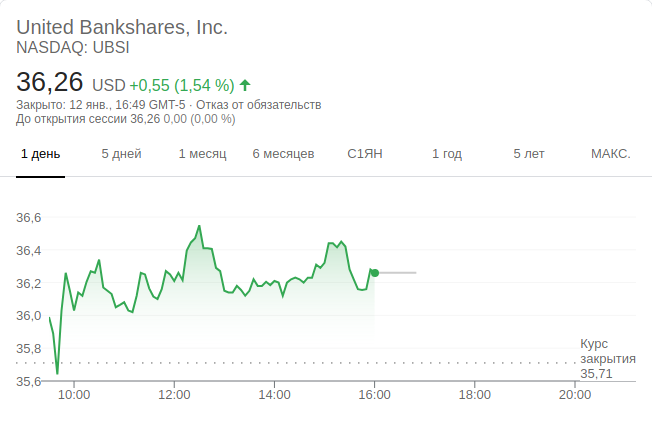 United Bankshares, Inc.
NASDAQ: UBSI
36,26 USD +0,55 (1,54 %)
Закрыто: 12 янв., 16:49 GMT-5 · Отказ от обязательств
До открытия сессии 36,26 0,00 (0,00 %)
1 день 5 дней 1 месяц 6 месяцев С1ЯН 1 год 5 лет МАКС.
36,6
36,4
36,2
36,0
35,8
35,6
Курс
закрытия
35,71
10:00 12:00 14:00 16:00 18:00 20:00